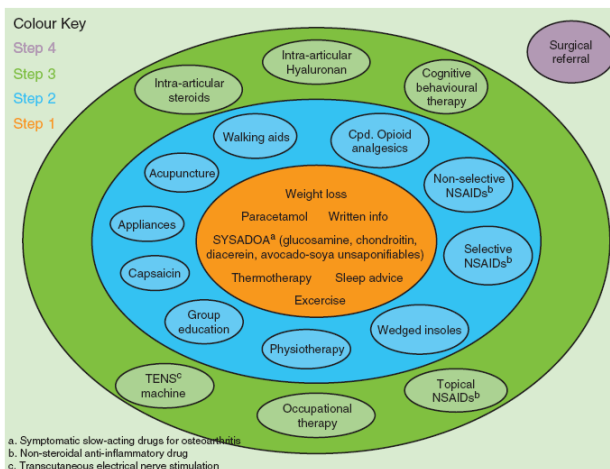 Colour Key
Step 4
Step 3
Step 2
Step 1
Surgical
referral
Intra-articular
Hyaluronan
Intra-articular
steroids
Cognitive
behavioural
therapy
Walking aids
Cpd. Opioid
analgesics
Acupuncture
Non-selective
NSAIDsb
Weight loss
Paracetamol Written info
SYSADOAa (glucosamine, chondroitin,
diacerein, avocado-soya unsaponifiables)
Thermotherapy Sleep advice
Excercise
Appliances
Selective
NSAIDsb
Capsaicin
Group
education
Physiotherapy
Wedged insoles
TENSc
machine
Occupational
therapy
Topical
NSAIDsb
a. Symptomatic slow-acting drugs for osteoarthritis
b. Non-steroidal anti-inflammatory drug
c. Transcutaneous electrical nerve stimulation